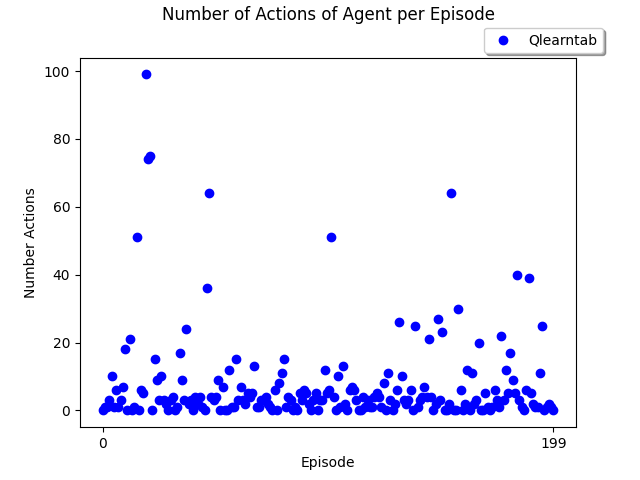 Number of Actions of Agent per Episode
Qlearntab
100
80
60
40
20
0
Number Actions
0
199
Episode